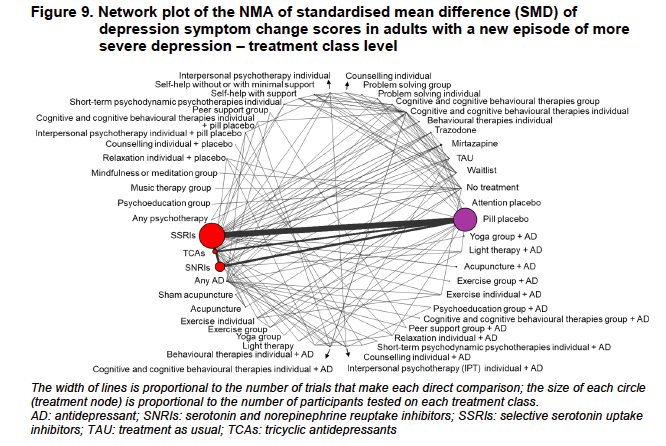 Figure 9. Network plot of the NMA of standardised mean difference (SMD) of
depression symptom change scores in adults with a new episode of more
severe depression – treatment class level
Interpersonal psychotherapy individual
Self-help without or with minimal support
Self-help with support
Short-term psychodynamic psychotherapies individual
Peer support group
Cognitive and cognitive behavioural therapies individual
+ pill placebo
Interpersonal psychotherapy individual + pill placebo
Counselling individual + placebo
Relaxation individual + placebo
Mindfulness or meditation group
Music therapy group
Psychoeducation group
Any psychotherapy
SSRIs
TCAs
SNRIs
Any AD
Sham acupuncture
Acupuncture
Exercise individual
Exercise group
Yoga group
Light therapy
Behavioural therapies individual + AD
Cognitive and cognitive behavioural therapies individual + AD
Counselling individual
Problem solving group
Problem solving individual
Cognitive and cognitive behavioural therapies group
Cognitive and cognitive behavioural therapies individual
Behavioural therapies individual
Trazodone
Mirtazapine
TAU
Waitlist
No treatment
Attention placebo
Pill placebo
Yoga group + AD
Light therapy + AD
Acupuncture + AD
Exercise group + AD
Exercise individual + AD
Psychoeducation group + AD
Cognitive and cognitive behavioural therapies group + AD
Peer support group + AD
Relaxation individual + AD
Short-term psychodynamic psychotherapies individual + AD
Counselling individual + AD
Interpersonal psychotherapy (IPT) individual + AD
The width of lines is proportional to the number of trials that make each direct comparison; the size of each circle
(treatment node) is proportional to the number of participants tested on each treatment class.
AD: antidepressant; SNRIs: serotonin and norepinephrine reuptake inhibitors; SSRIs: selective serotonin uptake
inhibitors; TAU: treatment as usual; TCAs: tricyclic antidepressants